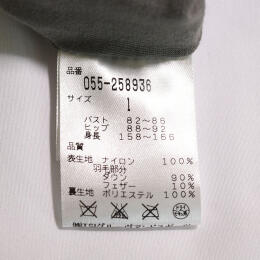 品番
055-258936
サイズ
1
バスト 82～86
ヒップ 88～92
身長 158～166
品質
表生地 ナイロン 100%
羽毛部分
ダウン 90%
フェザー 10%
裏生地 ポリエステル 100%